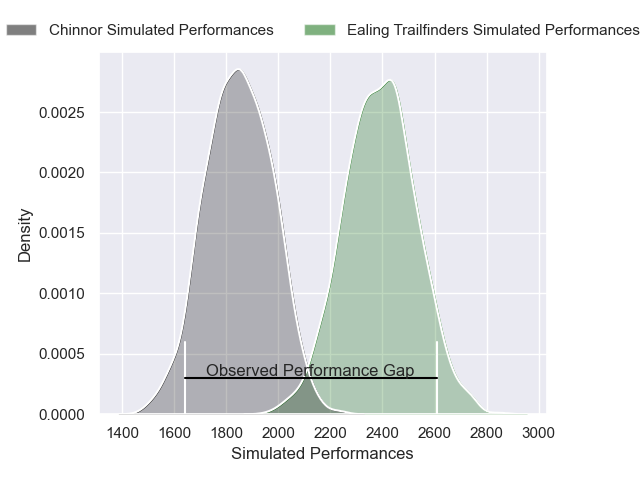 Chinnor Simulated Performances Ealing Trailfinders Simulated Performances
0.0025
0.0020
0.0015
0.0010
0.0005
0.0000
Density
Observed Performance Gap
1400 1600 1800 2000 2200 2400 2600 2800 3000
Simulated Performances